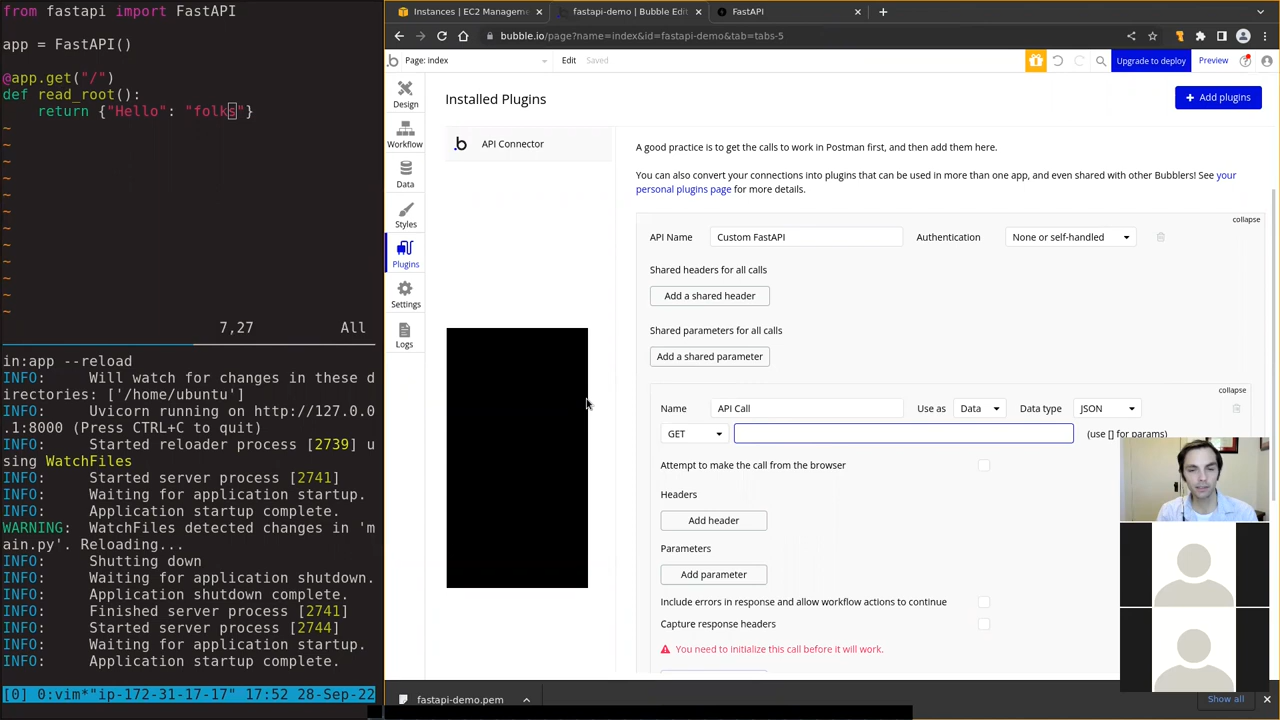 from fastapi import FastAPI
app = FastAPI()
@app.get("/")
def read_root():
return {"Hello": "folks"}
~
~
~
~
~
~
~
~
~
~
~
~
7,27 All
in:app --reload
INFO: Will watch for changes in these d
irectories: ['/home/ubuntu']
INFO: Uvicorn running on http://127.0.0
.1:8000 (Press CTRL+C to quit)
INFO: Started reloader process [2739] u
sing WatchFiles
INFO: Started server process [2741]
INFO: Waiting for application startup.
INFO: Application startup complete.
WARNING: WatchFiles detected changes in 'm
ain.py'. Reloading...
INFO: Shutting down
INFO: Waiting for application shutdown.
INFO: Application shutdown complete.
INFO: Finished server process [2741]
INFO: Started server process [2744]
INFO: Waiting for application startup.
INFO: Application startup complete.
[0] 0:vim*"ip-172-31-17-17" 17:52 28-Sep-22
Instances | EC2 Manageme
fastapi-demo | Bubble Edit
FastAPI
bubble.io/page?name=index&id=fastapi-demo&tab=tabs-5
Page: index
Edit
Saved
Upgrade to deploy
Preview
Design
Workflow
Data
Styles
Plugins
Settings
Logs
Installed Plugins
Add plugins
API Connector
A good practice is to get the calls to work in Postman first, and then add them here.
You can also convert your connections into plugins that can be used in more than one app, and even shared with other Bubblers! See your
personal plugins page for more details.
collapse
API Name Custom FastAPI Authentication None or self-handled
Shared headers for all calls
Add a shared header
Shared parameters for all calls
Add a shared parameter
collapse
Name API Call Use as Data Data type JSON
GET (use [] for params)
Attempt to make the call from the browser
Headers
Add header
Parameters
Add parameter
Include errors in response and allow workflow actions to continue
Capture response headers
You need to initialize this call before it will work.
fastapi-demo.pem
Show all